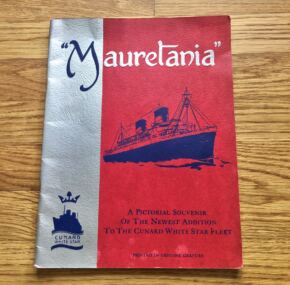 "Mauretania"
A Pictorial Souvenir
Of The Newest Addition
To The Cunard White Star Fleet
CUNARD
WHITE STAR